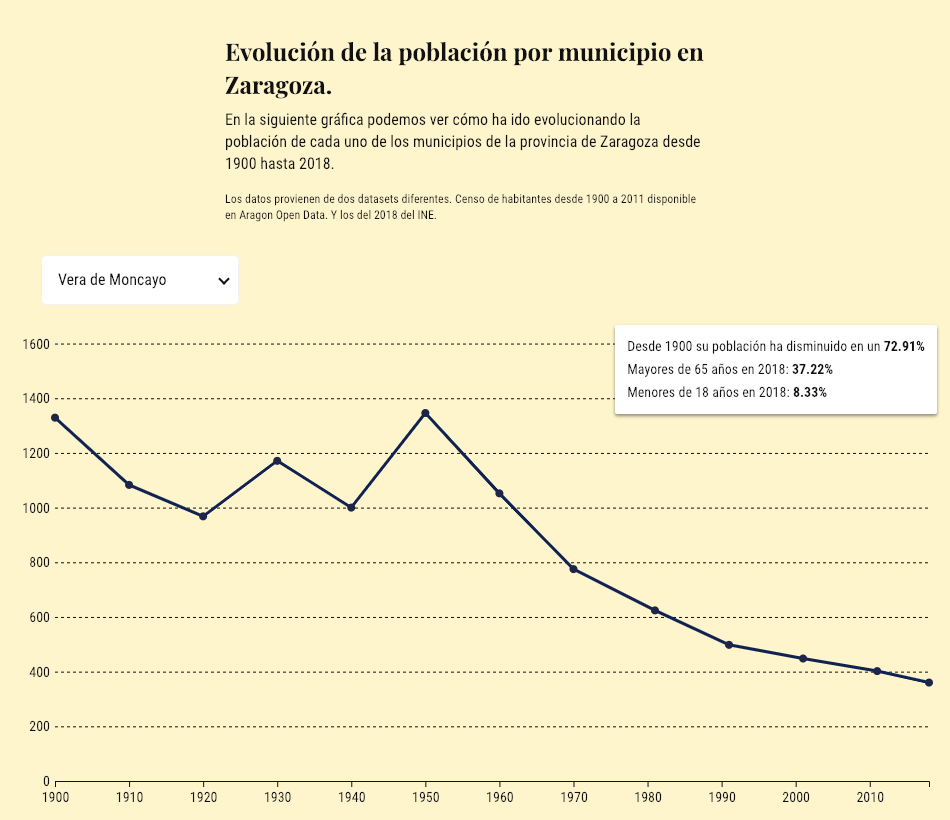 Evolución de la población por municipio en
Zaragoza.
En la siguiente gráfica podemos ver cómo ha ido evolucionando la
población de cada uno de los municipios de la provincia de Zaragoza desde
1900 hasta 2018.
Los datos provienen de dos datasets diferentes. Censo de habitantes desde 1900 a 2011 disponible
en Aragon Open Data. Y los del 2018 del INE.
Vera de Moncayo
Desde 1900 su población ha disminuido en un 72.91%
Mayores de 65 años en 2018: 37.22%
Menores de 18 años en 2018: 8.33%
1600
1400
1200
1000
800
600
400
200
0
1900 1910 1920 1930 1940 1950 1960 1970 1980 1990 2000 2010